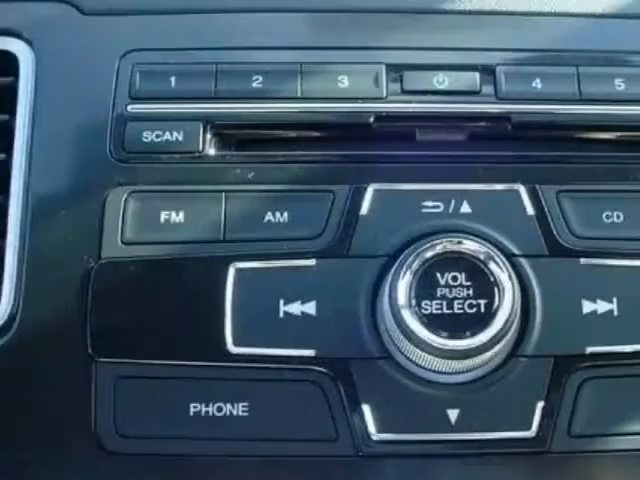 1 2 3 4 5
SCAN
FM AM / CD
VOL
PUSH
SELECT
PHONE